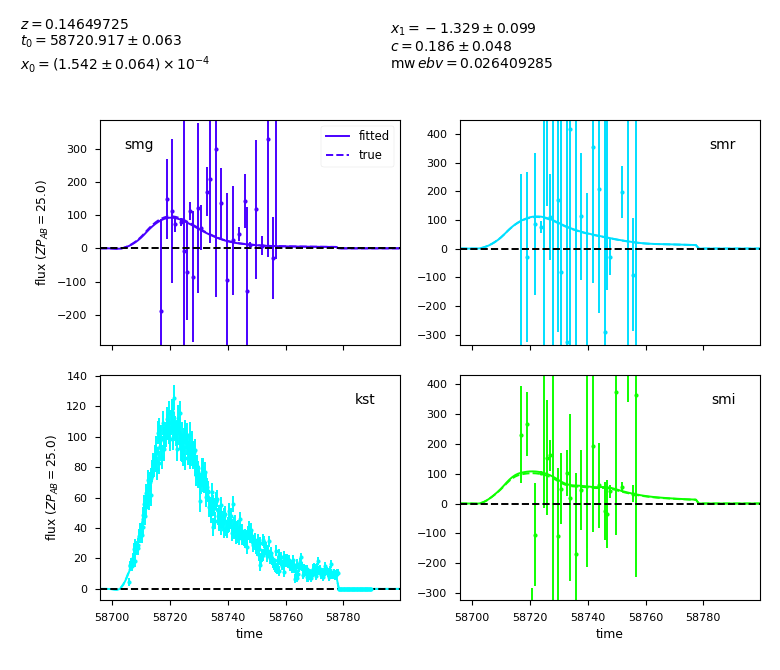 z = 0.14649725
t₀ = 58720.917 ± 0.063
x₀ = (1.542 ± 0.064) × 10⁻⁴
x₁ = −1.329 ± 0.099
c = 0.186 ± 0.048
mw ebv = 0.026409285
smg
fitted
true
300
200
100
0
−100
−200
flux (ZP_AB = 25.0)
smr
400
300
200
100
0
−100
−200
−300
kst
140
120
100
80
60
40
20
0
flux (ZP_AB = 25.0)
58700 58720 58740 58760 58780
time
smi
400
300
200
100
0
−100
−200
−300
58700 58720 58740 58760 58780
time